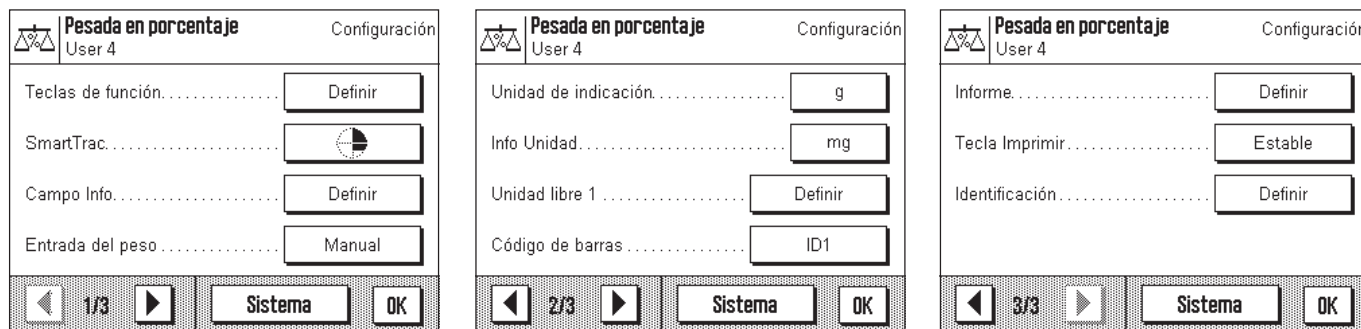 Pesada en porcentaje
User 4
Configuración
Teclas de función............... Definir
SmartTrac......................
Campo Info..................... Definir
Entrada del peso............... Manual
1/3 Sistema OK
Pesada en porcentaje
User 4
Configuración
Unidad de indicación................. g
Info Unidad.......................... mg
Unidad libre 1................... Definir
Código de barras............... ID1
2/3 Sistema OK
Pesada en porcentaje
User 4
Configuración
Informe......................... Definir
Tecla Imprimir.................. Estable
Identificación................... Definir
3/3 Sistema OK